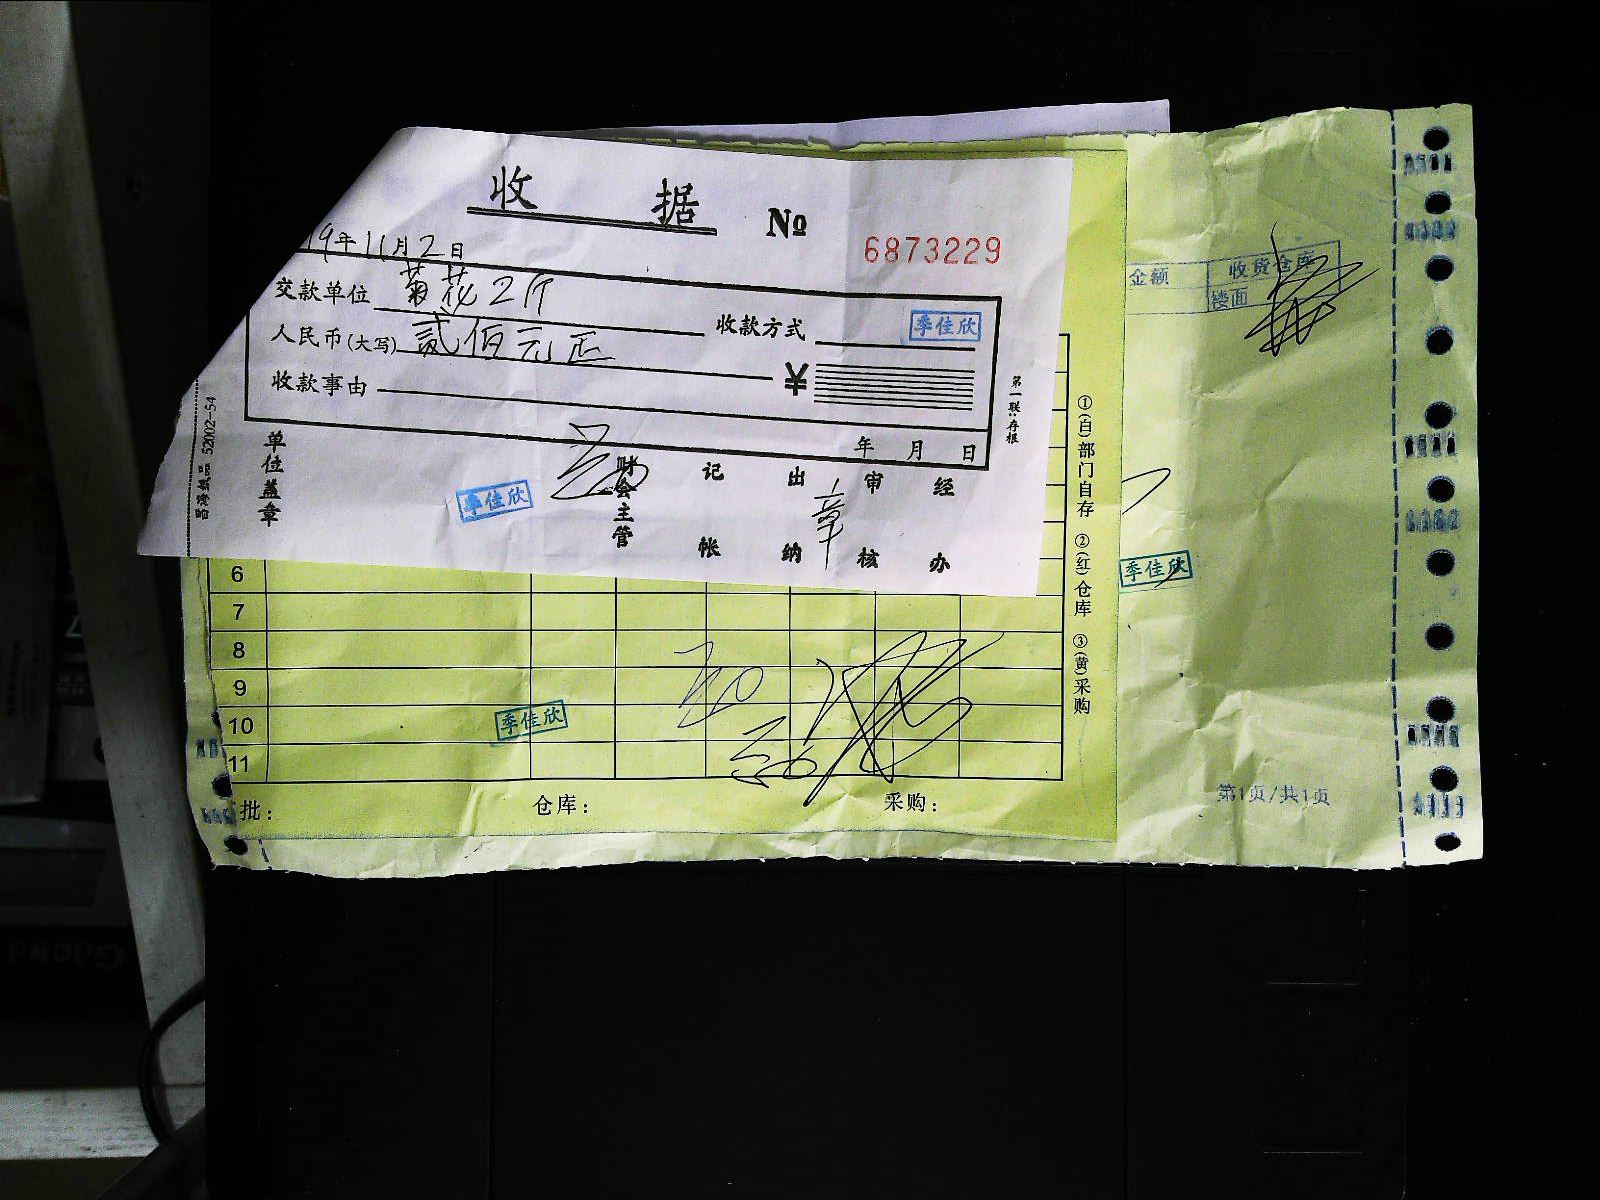 收 据 №
6873229
19年11月2日
交款单位 菊花2斤 收款方式 季佳欣
人民币(大写) 贰佰元正 ¥
收款事由
年 月 日
第一联:存根
52002-54
单位盖章 季佳欣 财会主管 记帐 出纳 章 审核 经办
金额 收货仓库
楼面
①(白)部门自存 ②(红)仓库 ③(黄)采购
季佳欣
6
7
8
9
10 季佳欣
11
批: 仓库: 采购:
第1页/共1页